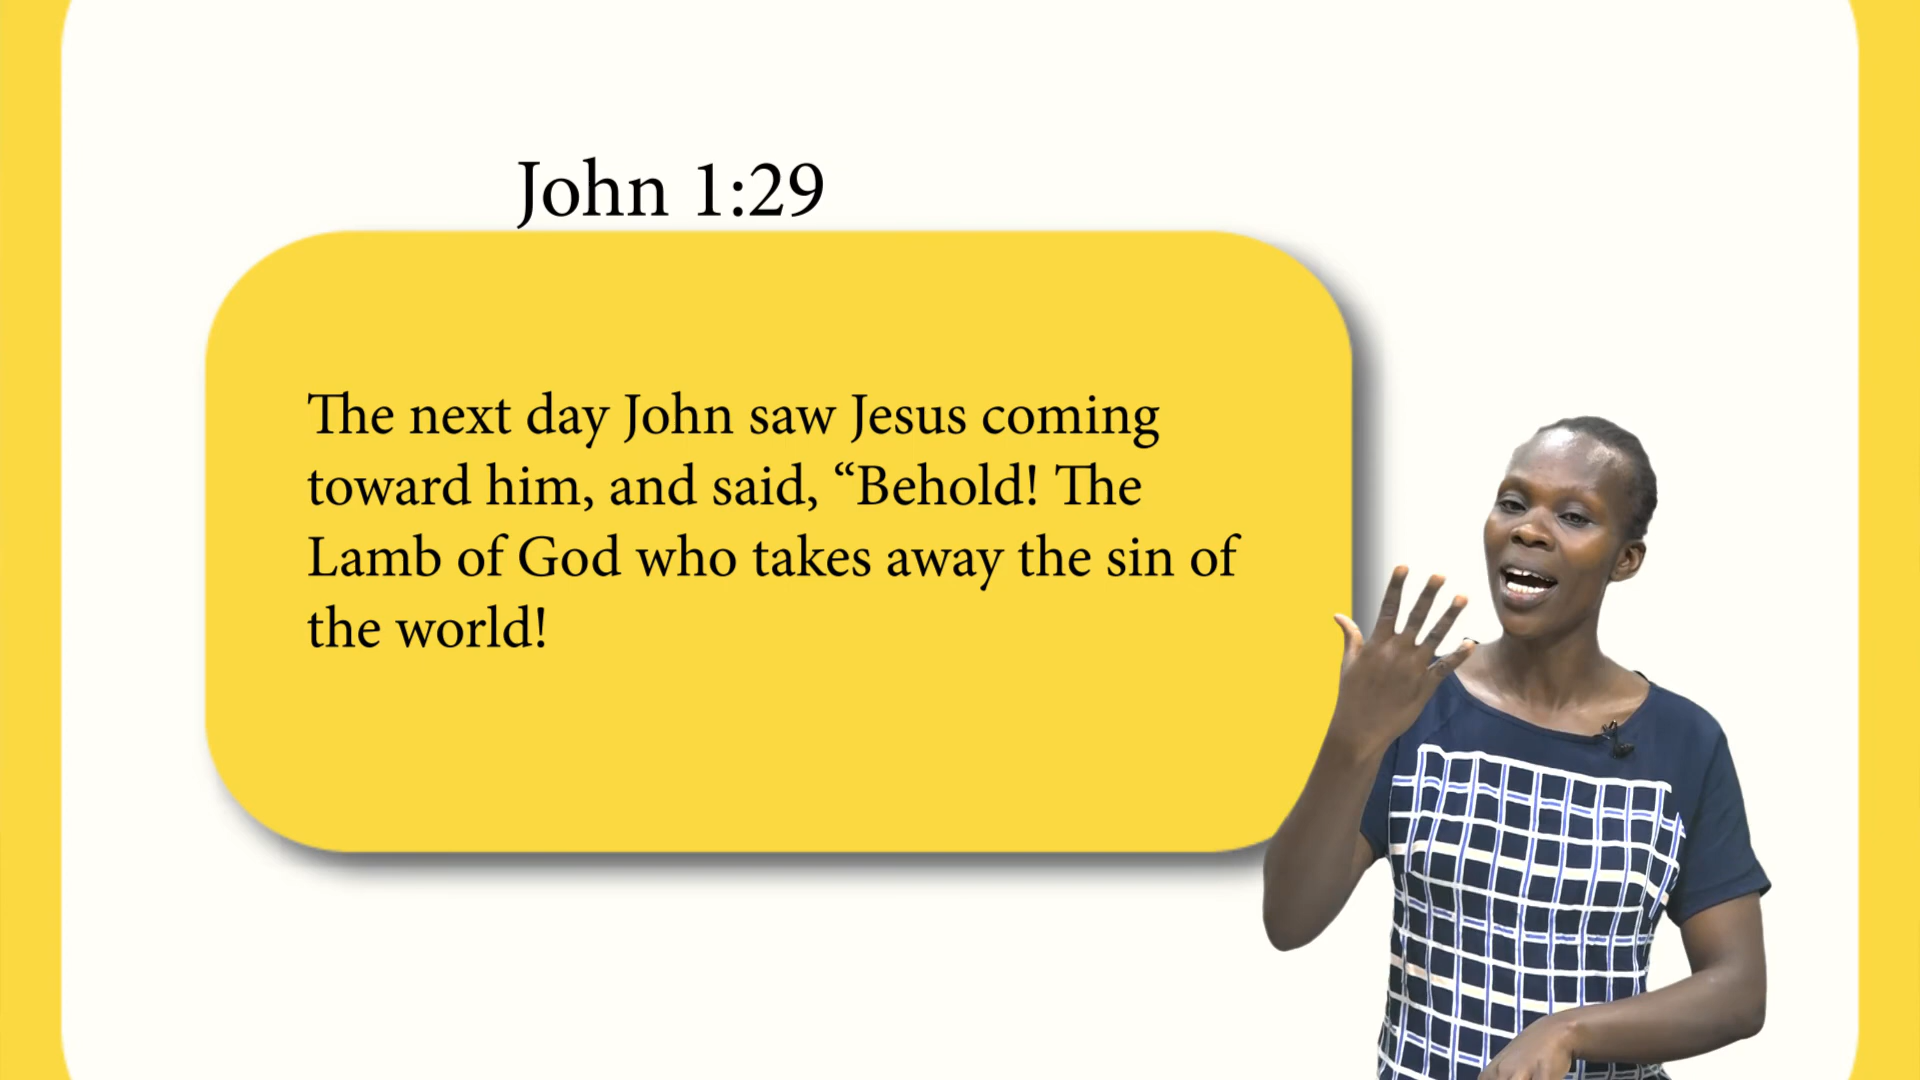 John 1:29
The next day John saw Jesus coming
toward him, and said, “Behold! The
Lamb of God who takes away the sin of
the world!